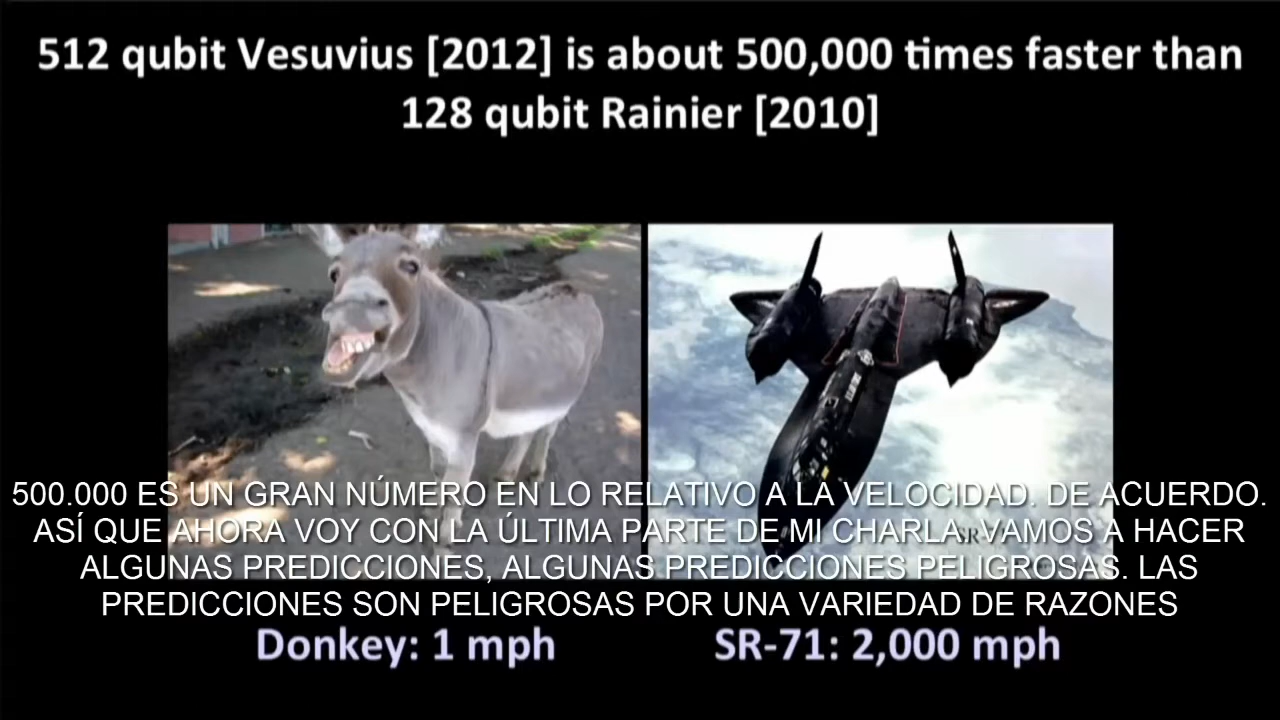 512 qubit Vesuvius [2012] is about 500,000 times faster than
128 qubit Rainier [2010]
500.000 ES UN GRAN NÚMERO EN LO RELATIVO A LA VELOCIDAD. DE ACUERDO.
ASÍ QUE AHORA VOY CON LA ÚLTIMA PARTE DE MI CHARLA. VAMOS A HACER
ALGUNAS PREDICCIONES, ALGUNAS PREDICCIONES PELIGROSAS. LAS
PREDICCIONES SON PELIGROSAS POR UNA VARIEDAD DE RAZONES
Donkey: 1 mph
SR-71: 2,000 mph